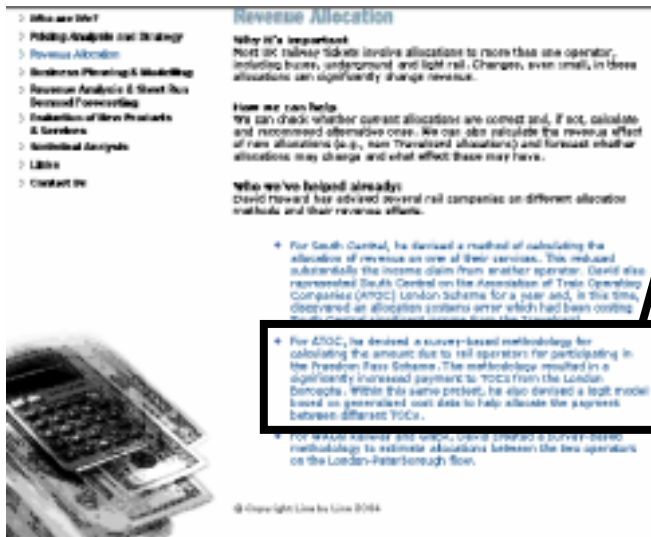 Who are We?
Pricing Analysis and Strategy
Revenue Allocation
Business Planning & Modelling
Revenue Analysis & Short Run
Demand Forecasting
Evaluation of New Products
& Services
Statistical Analysis
Links
Contact Us
Revenue Allocation
Why it's important
Most UK railway tickets involve allocations to more than one operator,
including buses, underground and light rail. Changes, even small, in these
allocations can significantly change revenue.
How we can help
We can check whether current allocations are correct and, if not, calculate
and recommend alternative ones. We can also calculate the revenue effect
of new allocations (e.g., new Travelcard allocations) and forecast whether
allocations may change and what effect these may have.
Who we've helped already:
David Haward has advised several rail companies on different allocation
methods and their revenue effects.
For South Central, he devised a method of calculating the
allocation of revenue on one of their services. This reduced
substantially the income claim from another operator. David also
represented South Central on the Association of Train Operating
Companies (ATOC) London Scheme for a year and, in this time,
discovered an allocation systems error which had been costing
South Central significant income from the Travelcard.
For ATOC, he devised a survey-based methodology for
calculating the amount due to rail operators for participating in
the Freedom Pass Scheme. The methodology resulted in a
significantly increased payment to TOCs from the London
Boroughs. Within this same project, he also devised a logit model
based on generalised cost data to help allocate the payment
between different TOCs.
For WAGN Railway and GNER, David created a survey-based
methodology to estimate allocations between the two operators
on the London-Peterborough flow.
© Copyright Line by Line 2004